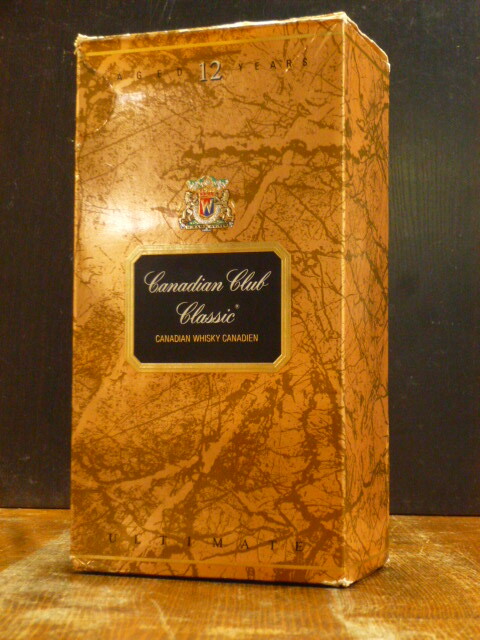 AGED 12 YEARS
W
Canadian Club
Classic®
CANADIAN WHISKY CANADIEN
ULTIMATE